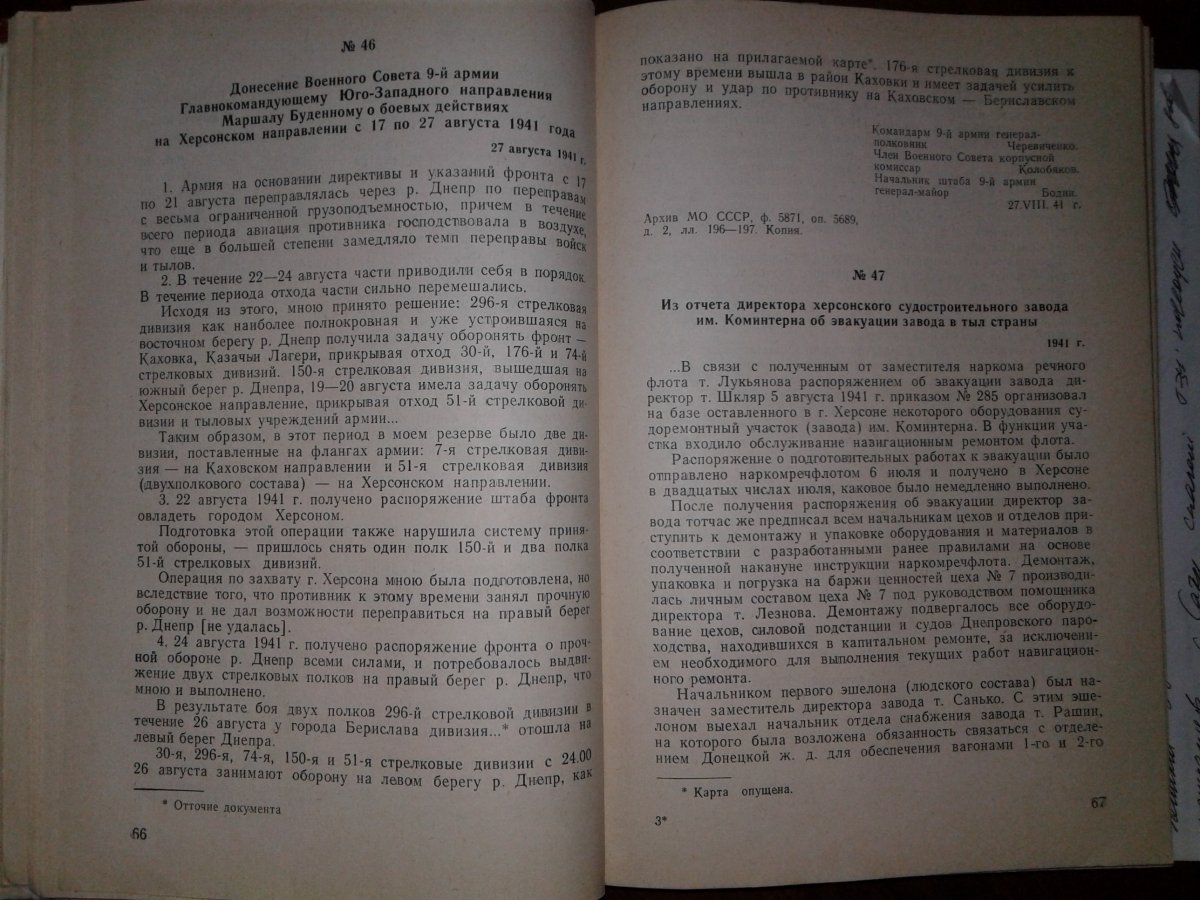 № 46
Донесение Военного Совета 9-й армии
Главнокомандующему Юго-Западного направления
Маршалу Буденному о боевых действиях
на Херсонском направлении с 17 по 27 августа 1941 года
27 августа 1941 г.
1. Армия на основании директивы и указаний фронта с 17
по 21 августа переправлялась через р. Днепр по переправам
с весьма ограниченной грузоподъемностью, причем в течение
всего периода авиация противника господствовала в воздухе,
что еще в большей степени замедляло темп переправы войск
и тылов.
2. В течение 22—24 августа части приводили себя в порядок.
В течение периода отхода части сильно перемешались.
Исходя из этого, мною принято решение: 296-я стрелковая
дивизия как наиболее полнокровная и уже устроившаяся на
восточном берегу р. Днепр получила задачу оборонять фронт —
Каховка, Казачьи Лагери, прикрывая отход 30-й, 176-й и 74-й
стрелковых дивизий. 150-я стрелковая дивизия, вышедшая на
южный берег р. Днепра, 19—20 августа имела задачу оборонять
Херсонское направление, прикрывая отход 51-й стрелковой ди-
визии и тыловых учреждений армии...
Таким образом, в этот период в моем резерве было две ди-
визии, поставленные на флангах армии: 7-я стрелковая диви-
зия — на Каховском направлении и 51-я стрелковая дивизия
(двухполкового состава) — на Херсонском направлении.
3. 22 августа 1941 г. получено распоряжение штаба фронта
овладеть городом Херсоном.
Подготовка этой операции также нарушила систему приня-
той обороны, — пришлось снять один полк 150-й и два полка
51-й стрелковых дивизий.
Операция по захвату г. Херсона мною была подготовлена, но
вследствие того, что противник к этому времени занял прочную
оборону и не дал возможности переправиться на правый берег
р. Днепр [не удалась].
4. 24 августа 1941 г. получено распоряжение фронта о проч-
ной обороне р. Днепр всеми силами, и потребовалось выдви-
жение двух стрелковых полков на правый берег р. Днепр, что
мною и выполнено.
В результате боя двух полков 296-й стрелковой дивизии в
течение 26 августа у города Берислава дивизия...* отошла на
левый берег Днепра.
30-я, 296-я, 74-я, 150-я и 51-я стрелковые дивизии с 24.00
26 августа занимают оборону на левом берегу р. Днепр, как
* Отточие документа
66
показано на прилагаемой карте*. 176-я стрелковая дивизия к
этому времени вышла в район Каховки и имеет задачей усилить
оборону и удар по противнику на Каховском — Бериславском
направлениях.
Командарм 9-й армии генерал-
полковник Черевиченко.
Член Военного Совета корпусной
комиссар Колобяков.
Начальник штаба 9-й армии
генерал-майор Бодин.
27.VIII. 41 г.
Архив МО СССР, ф. 5871, оп. 5689,
д. 2, лл. 196—197. Копия.
№ 47
Из отчета директора херсонского судостроительного завода
им. Коминтерна об эвакуации завода в тыл страны
1941 г.
...В связи с полученным от заместителя наркома речного
флота т. Лукьянова распоряжением об эвакуации завода ди-
ректор т. Шкляр 5 августа 1941 г. приказом № 285 организовал
на базе оставленного в г. Херсоне некоторого оборудования су-
доремонтный участок (завода) им. Коминтерна. В функции уча-
стка входило обслуживание навигационным ремонтом флота.
Распоряжение о подготовительных работах к эвакуации было
отправлено наркомречфлотом 6 июля и получено в Херсоне
в двадцатых числах июля, каковое было немедленно выполнено.
После получения распоряжения об эвакуации директор за-
вода тотчас же предписал всем начальникам цехов и отделов при-
ступить к демонтажу и упаковке оборудования и материалов в
соответствии с разработанными ранее правилами на основе
полученной накануне инструкции наркомречфлота. Демонтаж,
упаковка и погрузка на баржи ценностей цеха № 7 производи-
лась личным составом цеха № 7 под руководством помощника
директора т. Лезнова. Демонтажу подвергалось все оборудо-
вание цехов, силовой подстанции и судов Днепровского паро-
ходства, находившихся в капитальном ремонте, за исключени-
ем необходимого для выполнения текущих работ навигацион-
ного ремонта.
Начальником первого эшелона (людского состава) был на-
значен заместитель директора завода т. Санько. С этим эше-
лоном выехал начальник отдела снабжения завода т. Рашин,
на которого была возложена обязанность связаться с отделе-
нием Донецкой ж. д. для обеспечения вагонами 1-го и 2-го
* Карта опущена.
3*
67